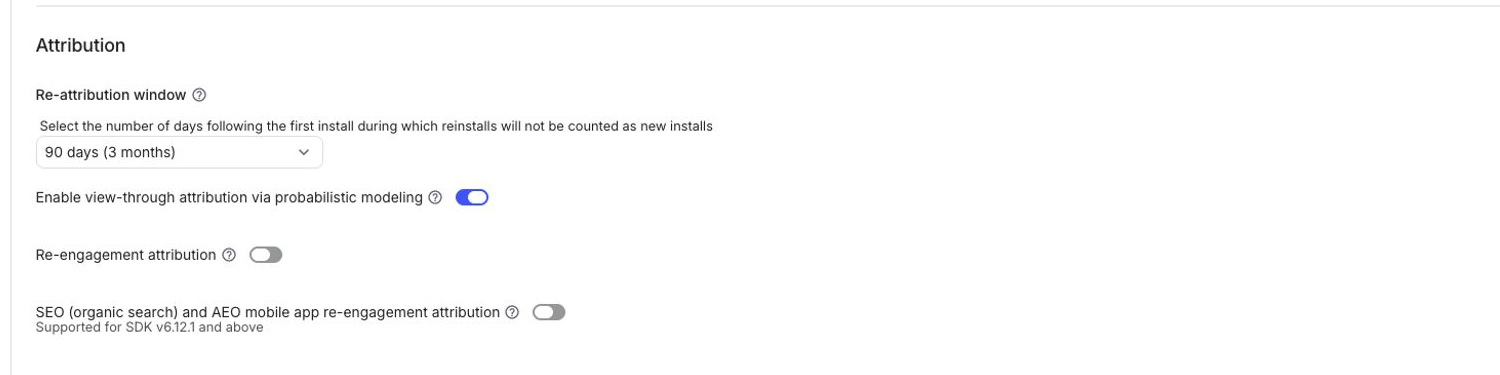 Attribution
Re-attribution window
Select the number of days following the first install during which reinstalls will not be counted as new installs
90 days (3 months)
Enable view-through attribution via probabilistic modeling
Re-engagement attribution
SEO (organic search) and AEO mobile app re-engagement attribution
Supported for SDK v6.12.1 and above